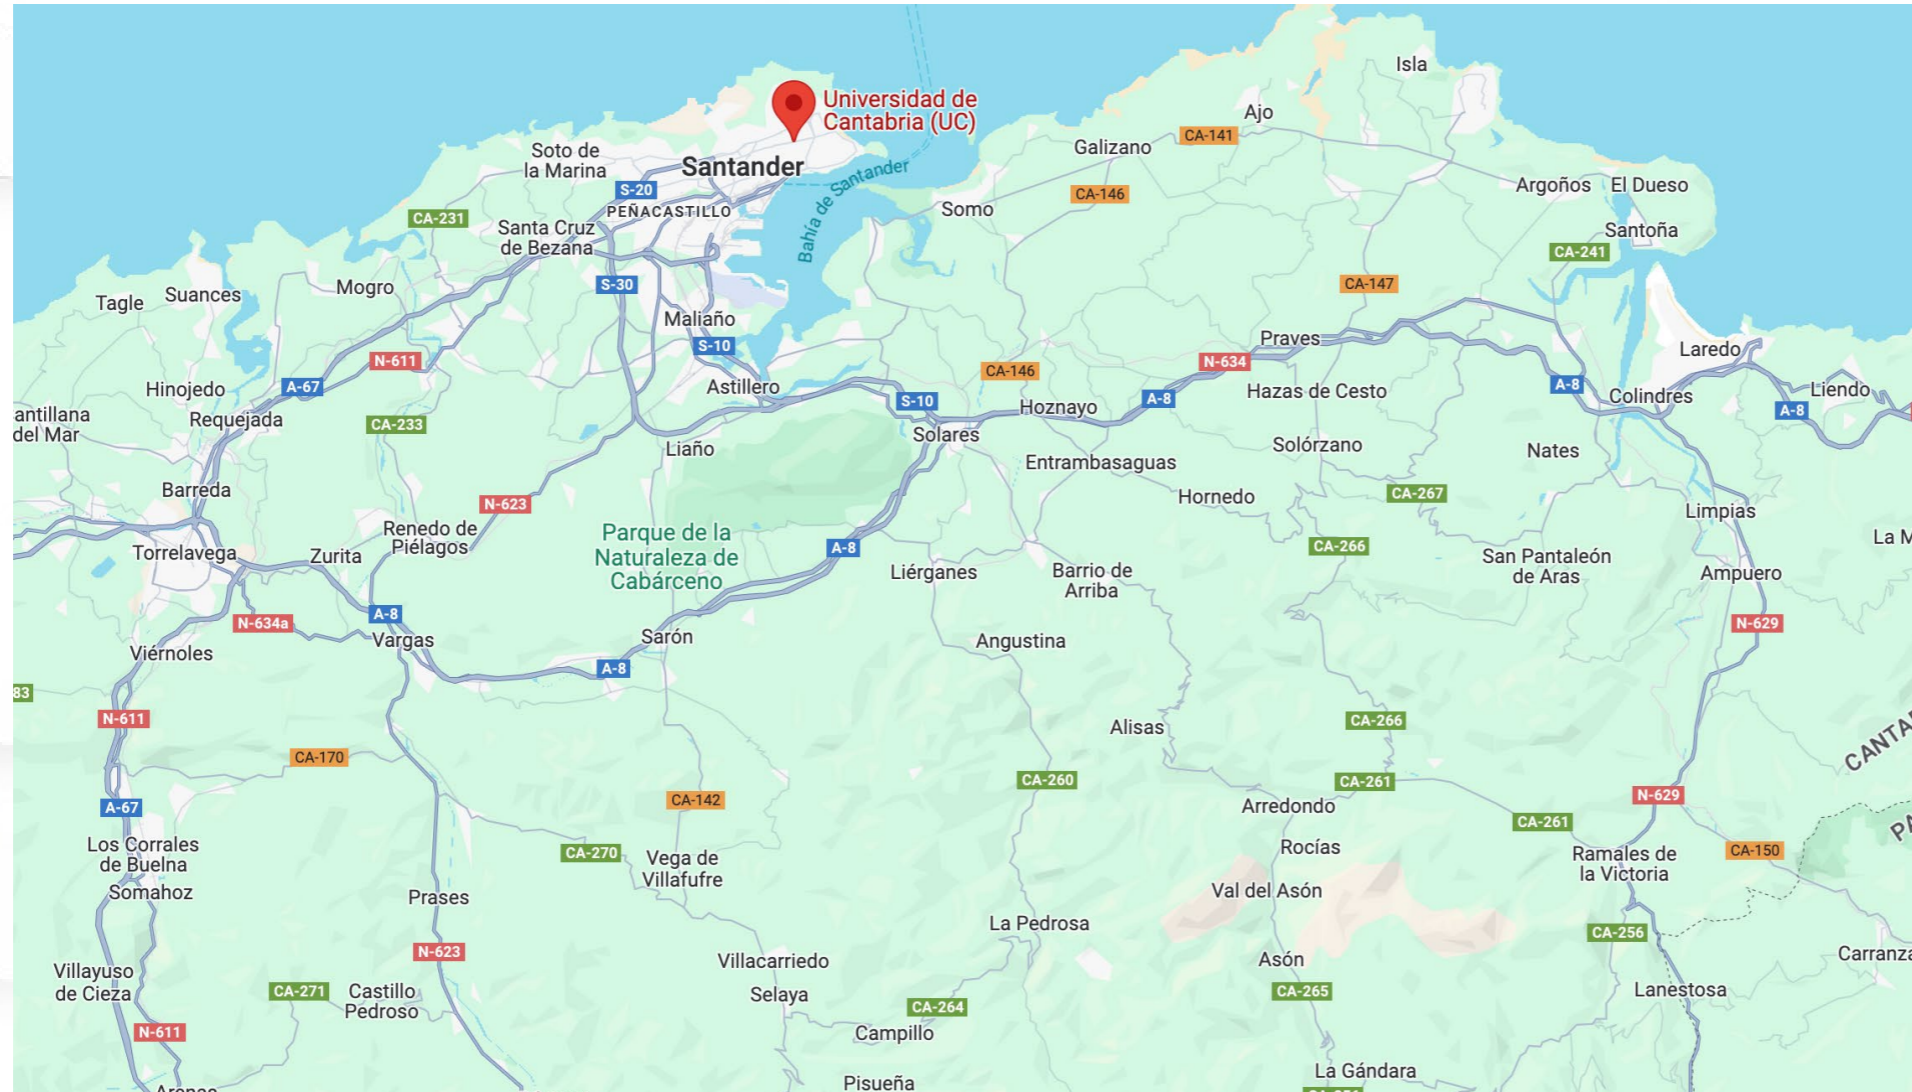 Isla
Universidad de
Cantabria (UC)
Ajo
CA-141
Galizano
Soto de
la Marina
Santander
S-20
CA-146
Argoños
El Dueso
Bahía de Santander
PEÑACASTILLO
CA-231
Somo
Santa Cruz
de Bezana
Santoña
CA-241
S-30
CA-147
Mogro
Suances
Tagle
Maliaño
S-10
Praves
Laredo
N-611
N-634
CA-146
A-67
Hinojedo
Astillero
A-8
Hazas de Cesto
A-8
Liendo
Colindres
A-8
S-10
Hoznayo
antillana
del Mar
Requejada
CA-233
Solares
Liaño
Solórzano
Nates
Entrambasaguas
Barreda
Hornedo
CA-267
N-623
Limpias
Renedo de
Piélagos
Parque de la
Naturaleza de
Cabárceno
A-8
CA-266
La M
Torrelavega
Zurita
Liérganes
Barrio de
Arriba
San Pantaleón
de Aras
Ampuero
N-634a
A-8
Vargas
Sarón
Angustina
N-629
Viérnoles
A-8
83
N-611
Alisas
CA-266
CANTA
CA-170
CA-260
CA-261
N-629
A-67
CA-142
Arredondo
CA-261
PA
Los Corrales
de Buelna
CA-270
Vega de
Villafufre
Rocías
Ramales de
la Victoria
CA-150
Somahoz
Prases
Val del Asón
La Pedrosa
CA-256
N-623
Villacarriedo
Asón
Carranza
Villayuso
de Cieza
CA-271
Castillo
Pedroso
Selaya
CA-264
CA-265
Lanestosa
N-611
Campillo
La Gándara
Pisueña
Arenas